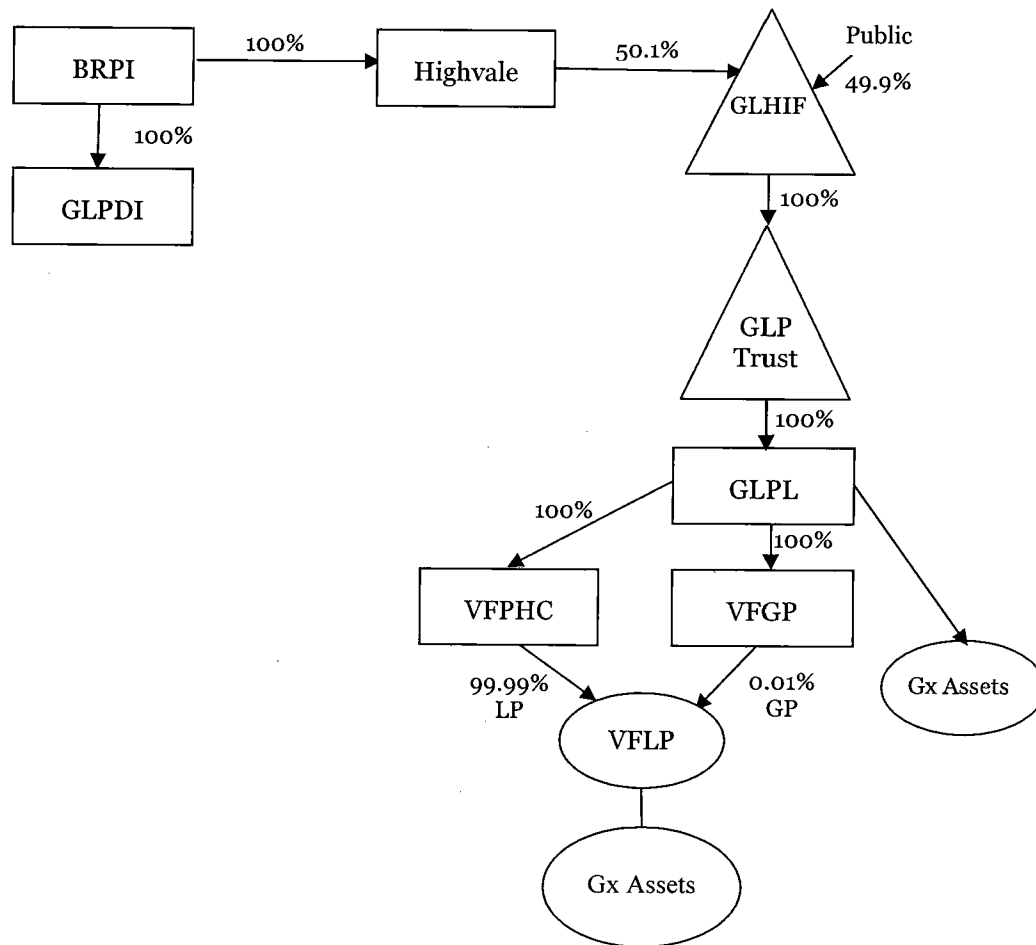 BRPI
100%
Highvale
50.1%
Public
49.9%
GLHIF
100%
GLPDI
100%
GLP
Trust
100%
GLPL
100%
100%
VFPHC
VFGP
99.99%
LP
0.01%
GP
Gx Assets
VFLP
Gx Assets